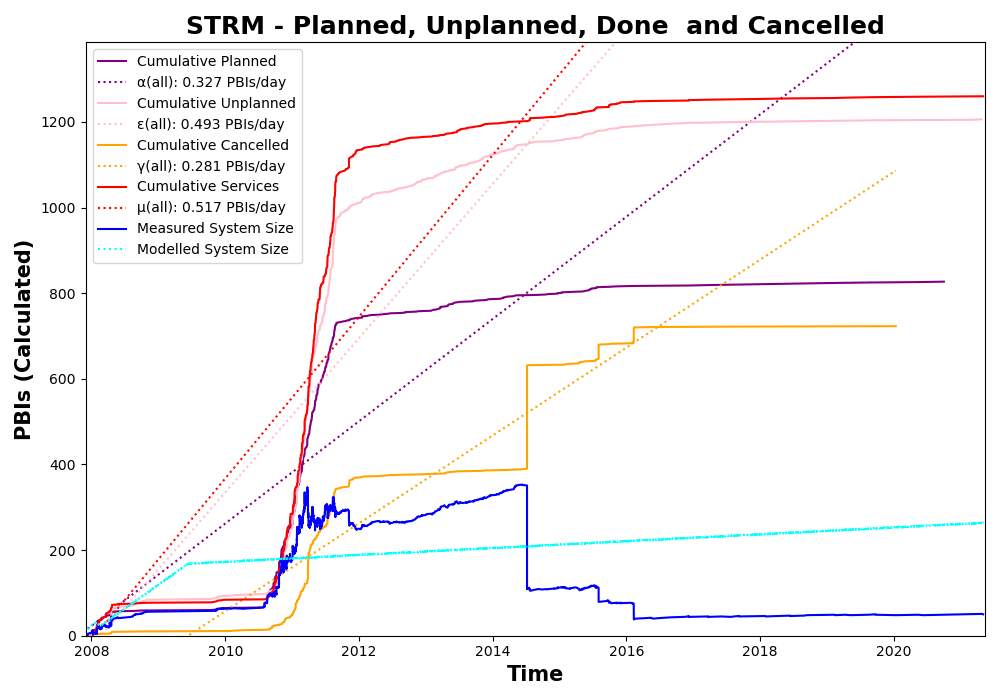 STRM - Planned, Unplanned, Done  and Cancelled
Cumulative Planned
α(all): 0.327 PBIs/day
Cumulative Unplanned
ε(all): 0.493 PBIs/day
Cumulative Cancelled
γ(all): 0.281 PBIs/day
Cumulative Services
μ(all): 0.517 PBIs/day
Measured System Size
Modelled System Size
PBIs (Calculated)
1200
1000
800
600
400
200
0
2008 2010 2012 2014 2016 2018 2020
Time